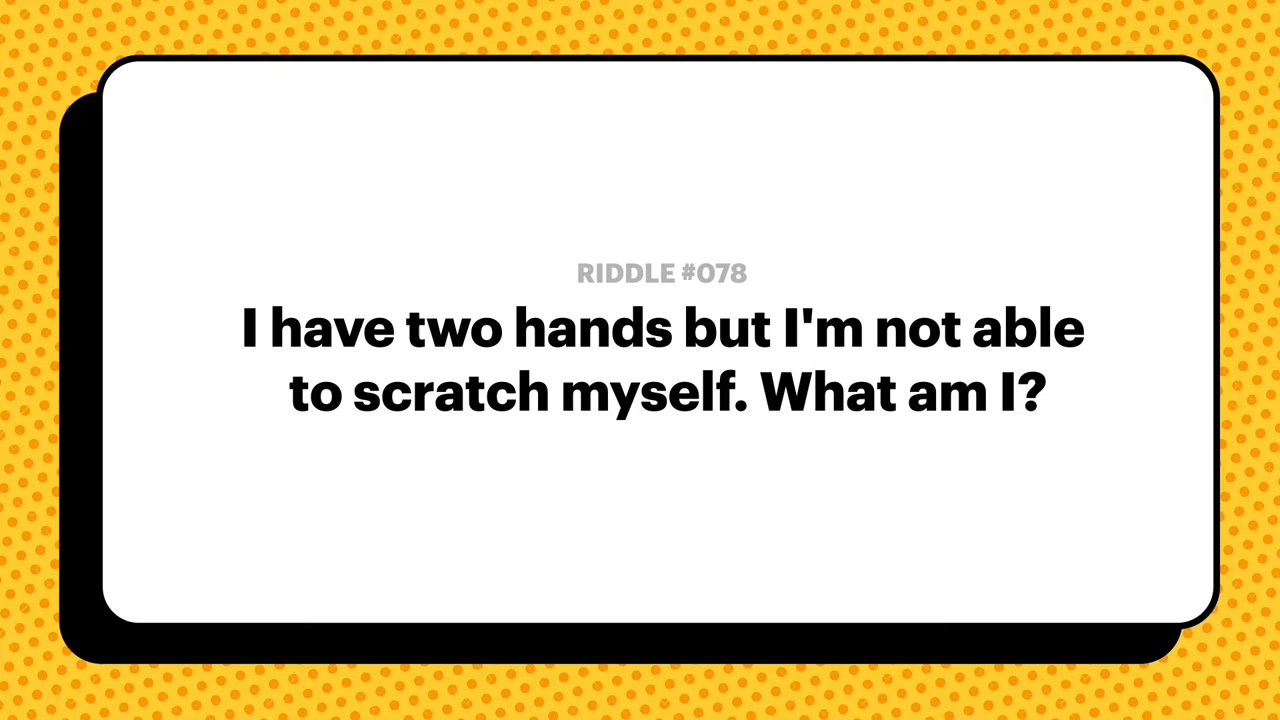 RIDDLE #078
I have two hands but I'm not able
to scratch myself. What am I?